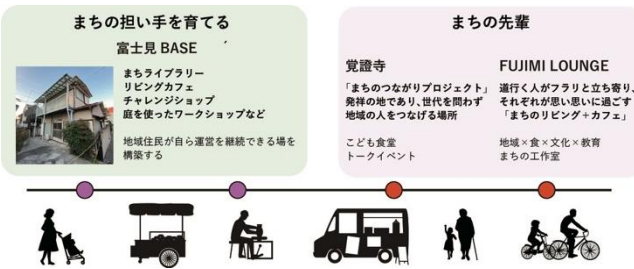 まちの担い手を育てる
富士見 BASE
まちライブラリー
リビングカフェ
チャレンジショップ
庭を使ったワークショップなど
地域住民が自ら運営を継続できる場を
構築する
まちの先輩
覚證寺
「まちのつながりプロジェクト」
発祥の地であり、世代を問わず
地域の人をつなげる場所
こども食堂
トークイベント
FUJIMI LOUNGE
道行く人がフラリと立ち寄り、
それぞれが思い思いに過ごす
「まちのリビング+カフェ」
地域×食×文化×教育
まちの工作室